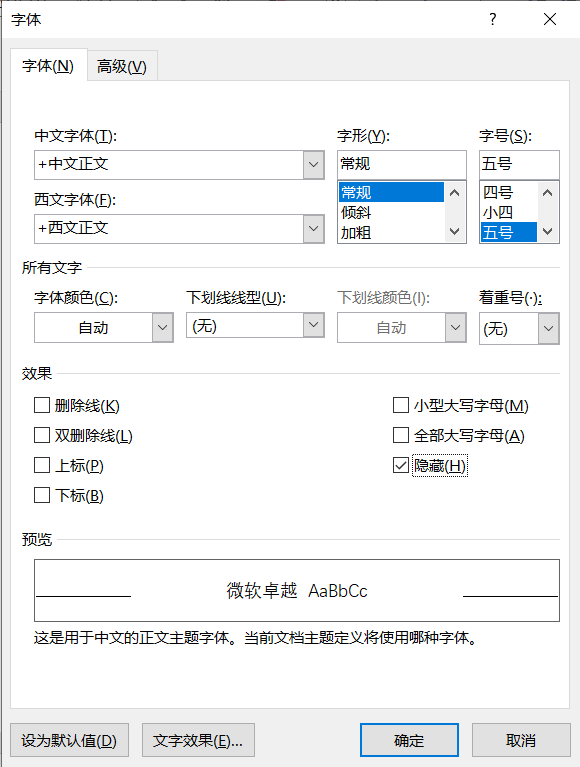 字体 ?
字体(N) 高级(V)
中文字体(T): 字形(Y): 字号(S):
+中文正文 常规 五号
常规 四号
西文字体(F): 倾斜 小四
+西文正文 加粗 五号
所有文字
字体颜色(C): 下划线线型(U): 下划线颜色(I): 着重号(·):
自动 (无) 自动 (无)
效果
删除线(K) 小型大写字母(M)
双删除线(L) 全部大写字母(A)
上标(P) 隐藏(H)
下标(B)
预览
微软卓越 AaBbCc
这是用于中文的正文主题字体。当前文档主题定义将使用哪种字体。
设为默认值(D) 文字效果(E)... 确定 取消